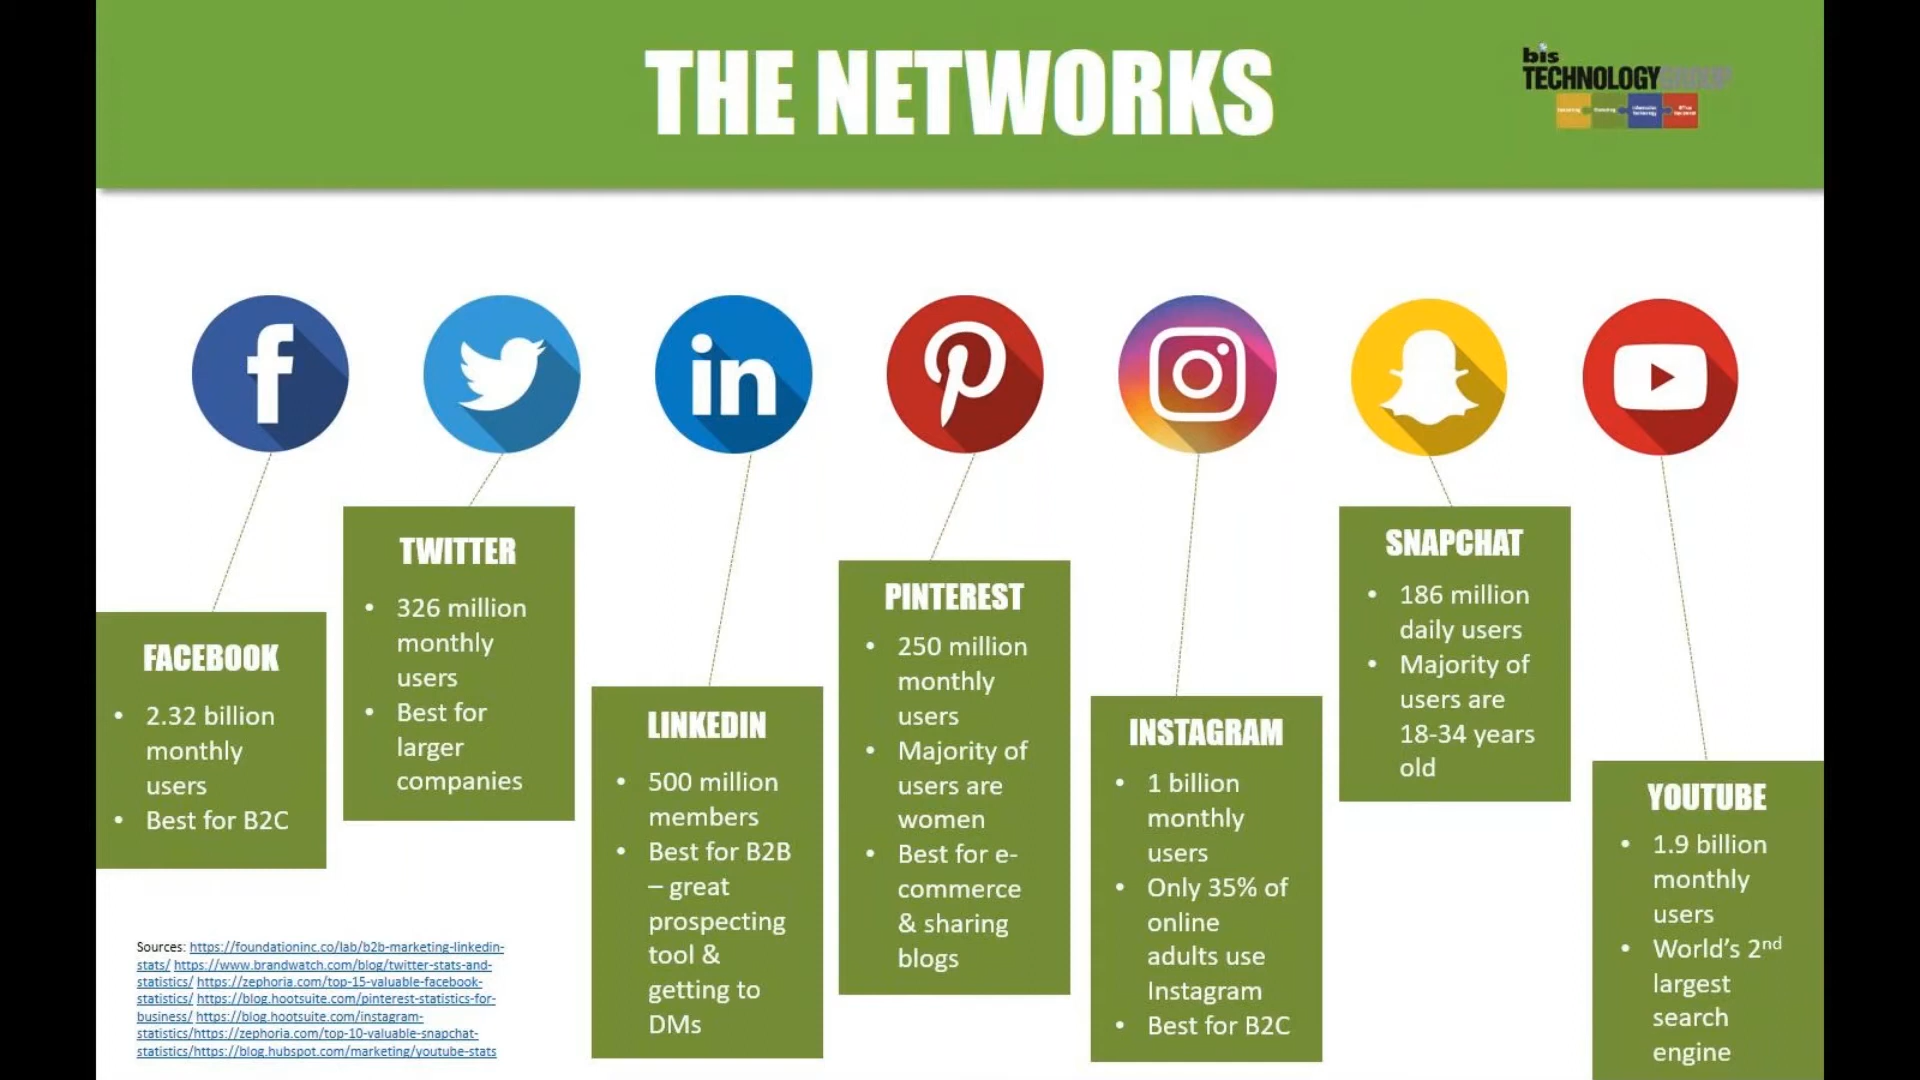 THE NETWORKS
bis
TECHNOLOGYGROUP
FACEBOOK
• 2.32 billion
monthly
users
• Best for B2C
TWITTER
• 326 million
monthly
users
• Best for
larger
companies
LINKEDIN
• 500 million
members
• Best for B2B
– great
prospecting
tool &
getting to
DMs
PINTEREST
• 250 million
monthly
users
• Majority of
users are
women
• Best for e-
commerce
& sharing
blogs
INSTAGRAM
• 1 billion
monthly
users
• Only 35% of
online
adults use
Instagram
• Best for B2C
SNAPCHAT
• 186 million
daily users
• Majority of
users are
18-34 years
old
YOUTUBE
• 1.9 billion
monthly
users
• World’s 2nd
largest
search
engine
Sources: https://foundationinc.co/lab/b2b-marketing-linkedin-
stats/ https://www.brandwatch.com/blog/twitter-stats-and-
statistics/ https://zephoria.com/top-15-valuable-facebook-
statistics/ https://blog.hootsuite.com/pinterest-statistics-for-
business/ https://blog.hootsuite.com/instagram-
statistics/https://zephoria.com/top-10-valuable-snapchat-
statistics/https://blog.hubspot.com/marketing/youtube-stats